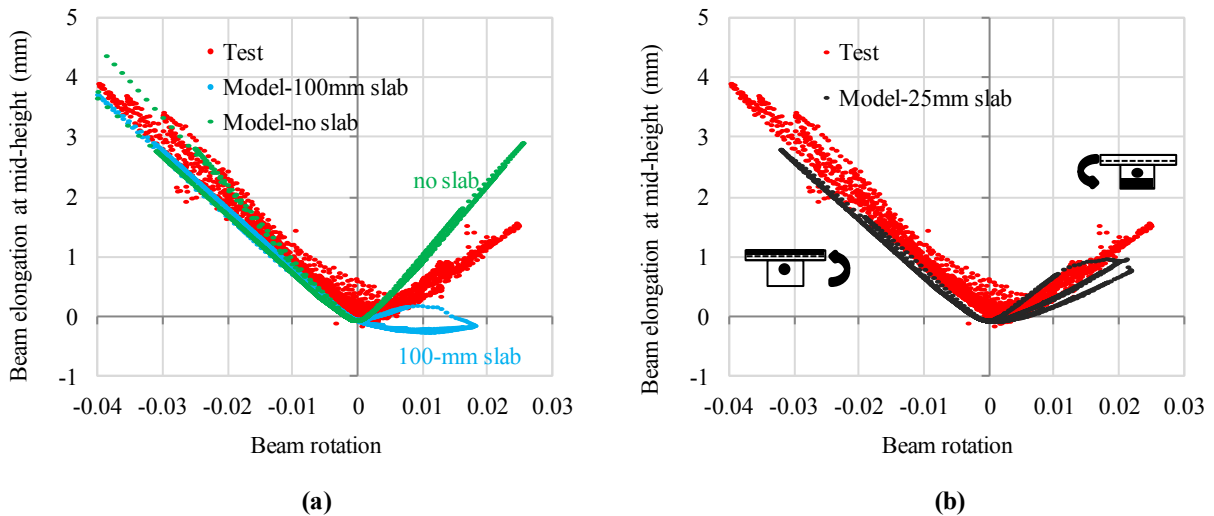 Beam elongation at mid-height (mm)
5
4
3
2
1
0
-1
Test
Model-100mm slab
Model-no slab
no slab
100-mm slab
-0.04 -0.03 -0.02 -0.01 0 0.01 0.02 0.03
Beam rotation
(a)
Beam elongation at mid-height (mm)
5
4
3
2
1
0
-1
Test
Model-25mm slab
-0.04 -0.03 -0.02 -0.01 0 0.01 0.02 0.03
Beam rotation
(b)